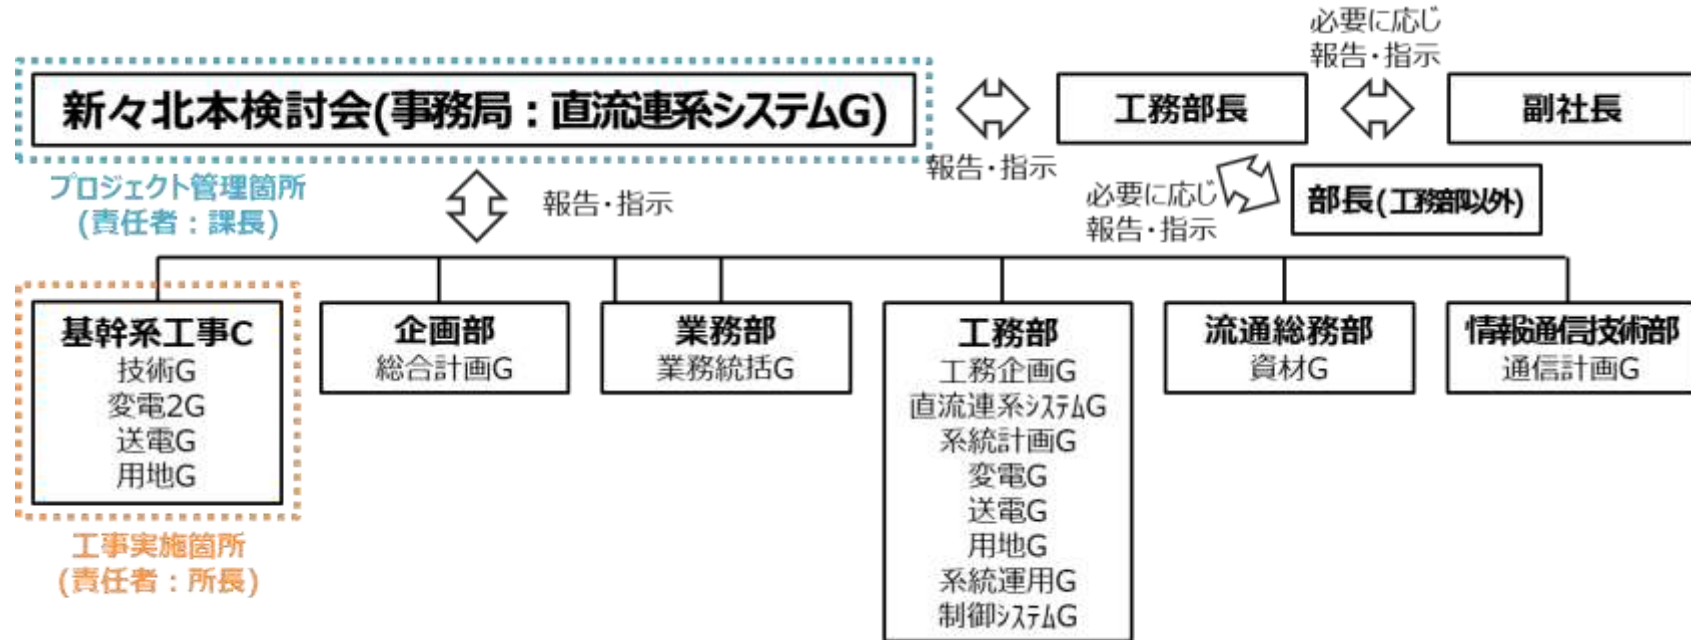 必要に応じ
報告・指示
新々北本検討会(事務局：直流連系システムG)
工務部長
副社長
報告・指示
プロジェクト管理箇所
(責任者：課長)
報告・指示
必要に応じ
報告・指示
部長(工務部以外)
基幹系工事C
技術G
変電2G
送電G
用地G
企画部
総合計画G
業務部
業務統括G
工務部
工務企画G
直流連系システムG
系統計画G
変電G
送電G
用地G
系統運用G
制御システムG
流通総務部
資材G
情報通信技術部
通信計画G
工事実施箇所
(責任者：所長)